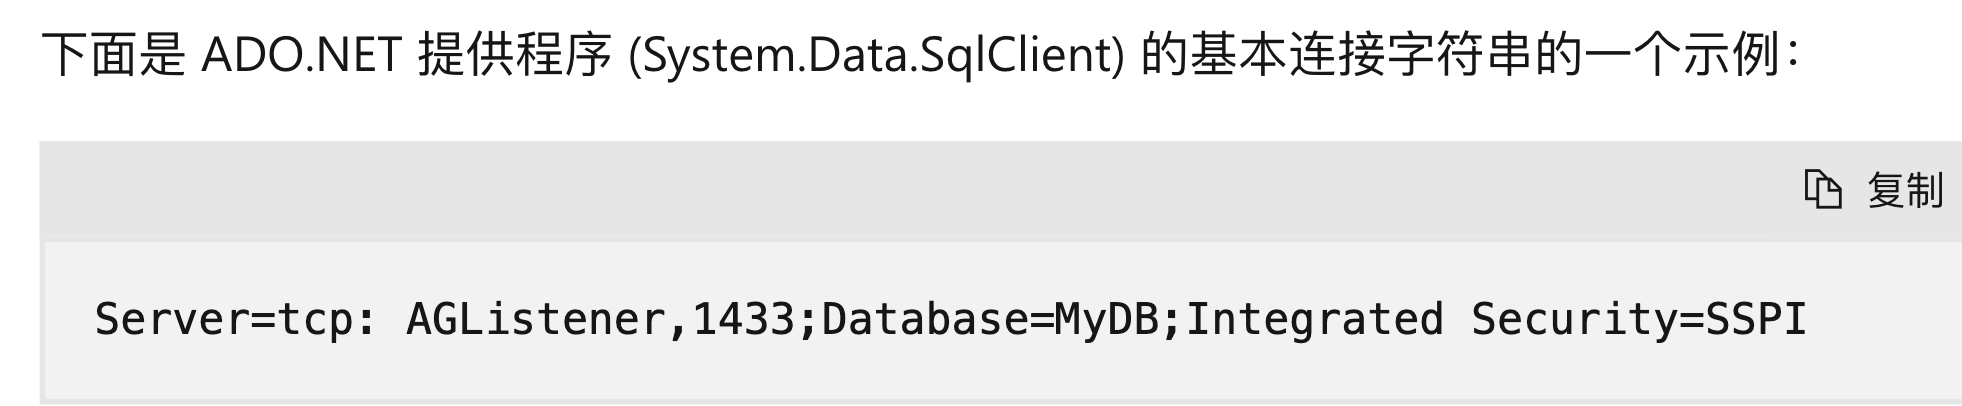 下面是 ADO.NET 提供程序 (System.Data.SqlClient) 的基本连接字符串的一个示例：
复制
Server=tcp: AGListener,1433;Database=MyDB;Integrated Security=SSPI